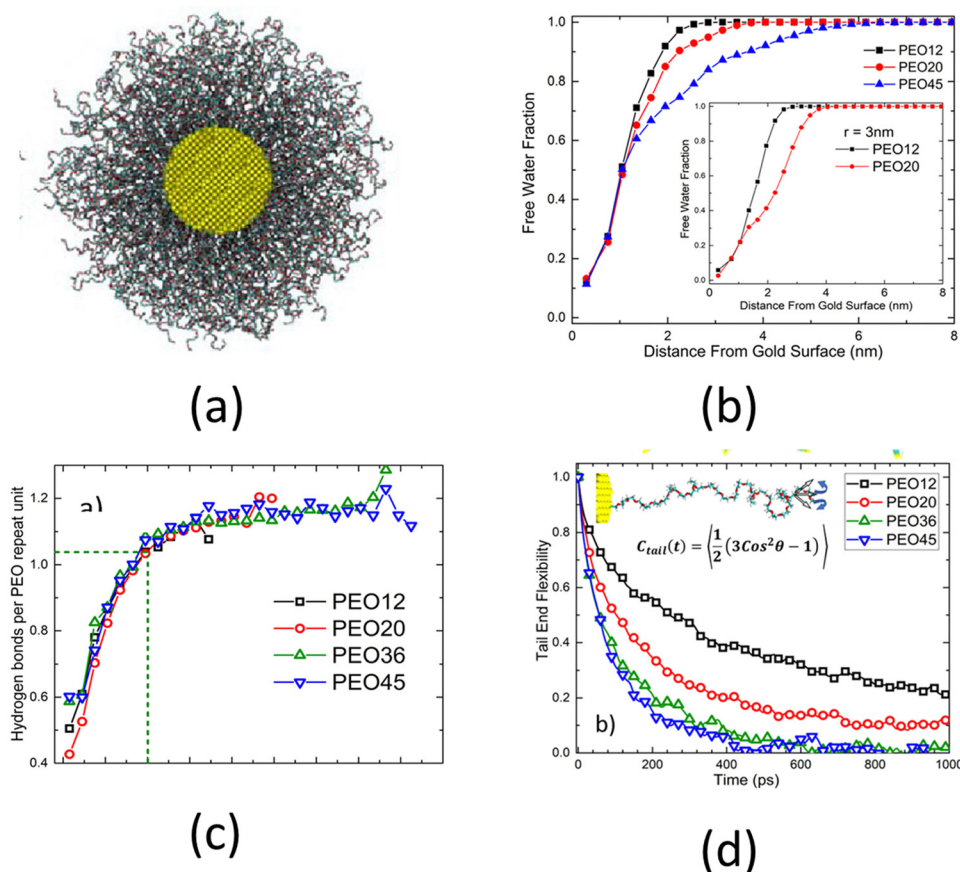 (a)
1.0
0.8
0.6
0.4
0.2
0.0
Free Water Fraction
PEO12
PEO20
PEO45
1.0
0.8
0.6
0.4
0.2
0.0
Free Water Fraction
r = 3nm
PEO12
PEO20
0 2 4 6 8
Distance From Gold Surface (nm)
0 1 2 3 4 5 6 7 8
Distance From Gold Surface (nm)
(b)
1.2
1.0
0.8
0.6
0.4
Hydrogen bonds per PEO repeat unit
PEO12
PEO20
PEO36
PEO45
(c)
1.0
0.8
0.6
0.4
0.2
0.0
Tail End Flexibility
PEO12
PEO20
PEO36
PEO45
C_tail(t) = ⟨1/2 (3Cos²θ − 1)⟩
b)
0 200 400 600 800 1000
Time (ps)
(d)